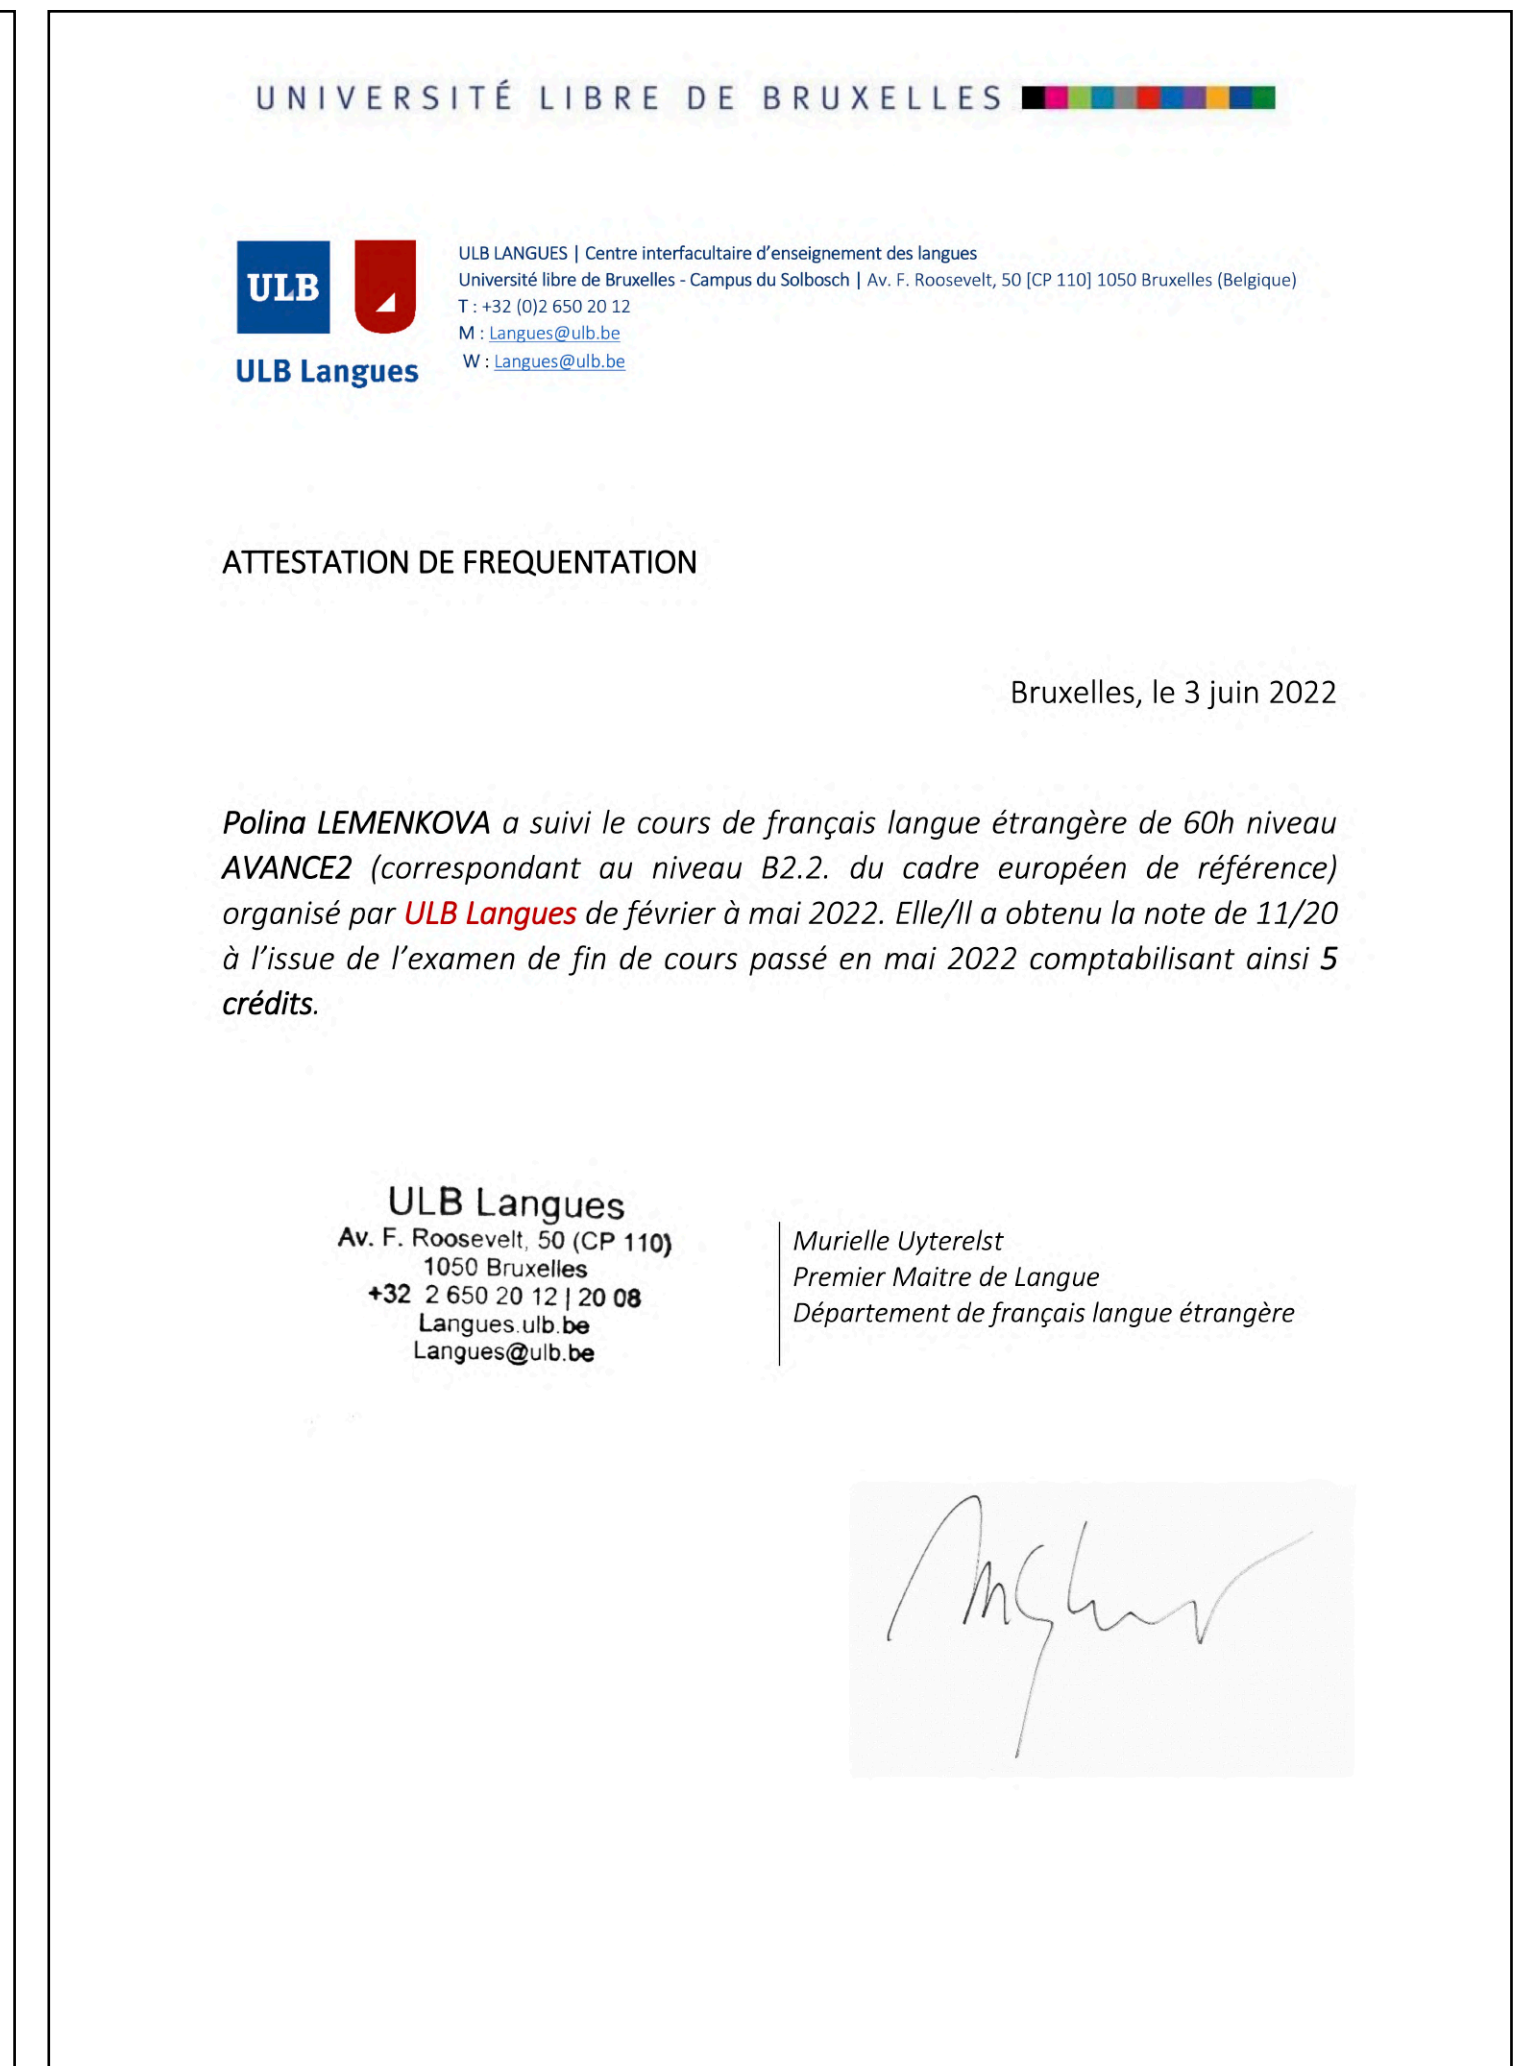 UNIVERSITÉ LIBRE DE BRUXELLES
ULB
ULB Langues
ULB LANGUES | Centre interfacultaire d'enseignement des langues
Université libre de Bruxelles - Campus du Solbosch | Av. F. Roosevelt, 50 [CP 110] 1050 Bruxelles (Belgique)
T : +32 (0)2 650 20 12
M : Langues@ulb.be
W : Langues@ulb.be
ATTESTATION DE FREQUENTATION
Bruxelles, le 3 juin 2022
Polina LEMENKOVA a suivi le cours de français langue étrangère de 60h niveau
AVANCE2 (correspondant au niveau B2.2. du cadre européen de référence)
organisé par ULB Langues de février à mai 2022. Elle/Il a obtenu la note de 11/20
à l'issue de l'examen de fin de cours passé en mai 2022 comptabilisant ainsi 5
crédits.
ULB Langues
Av. F. Roosevelt, 50 (CP 110)
1050 Bruxelles
+32 2 650 20 12 | 20 08
Langues.ulb.be
Langues@ulb.be
Murielle Uyterelst
Premier Maitre de Langue
Département de français langue étrangère